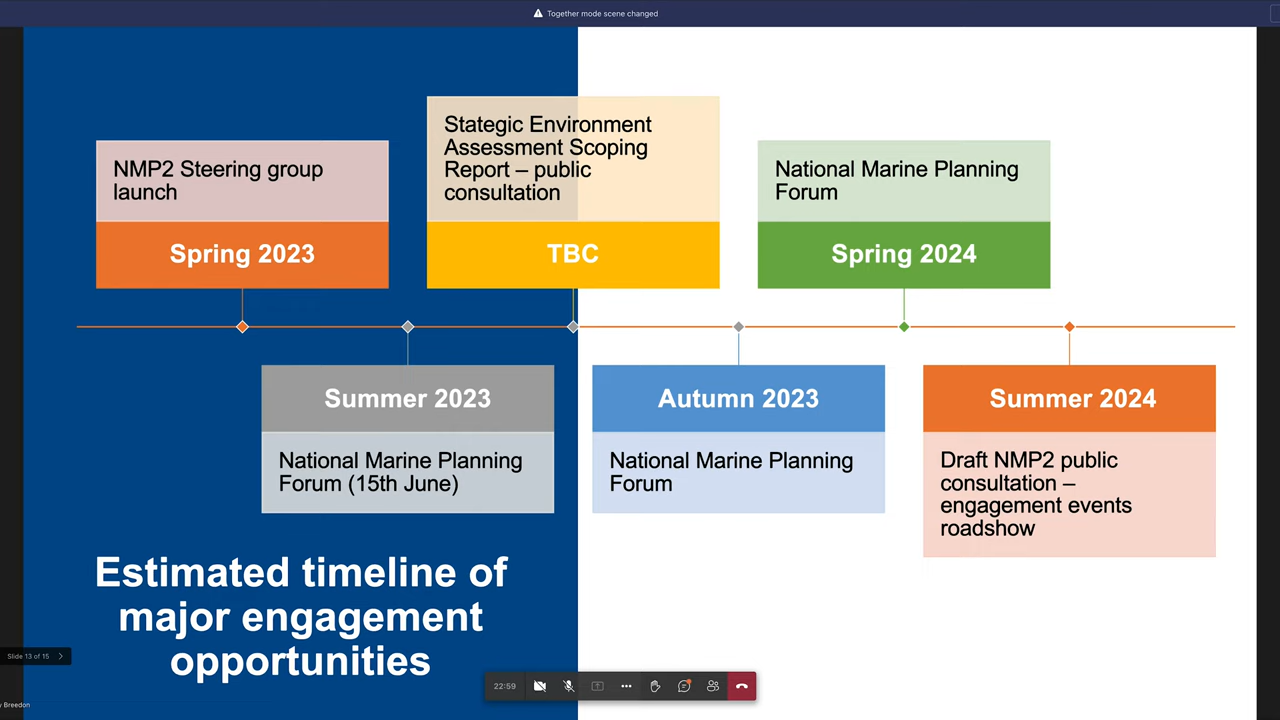 Together mode scene changed
NMP2 Steering group
launch
Spring 2023
Stategic Environment
Assessment Scoping
Report – public
consultation
TBC
National Marine Planning
Forum
Spring 2024
Summer 2023
National Marine Planning
Forum (15th June)
Autumn 2023
National Marine Planning
Forum
Summer 2024
Draft NMP2 public
consultation –
engagement events
roadshow
Estimated timeline of
major engagement
opportunities
Slide 13 of 15
22:59
y Breedon